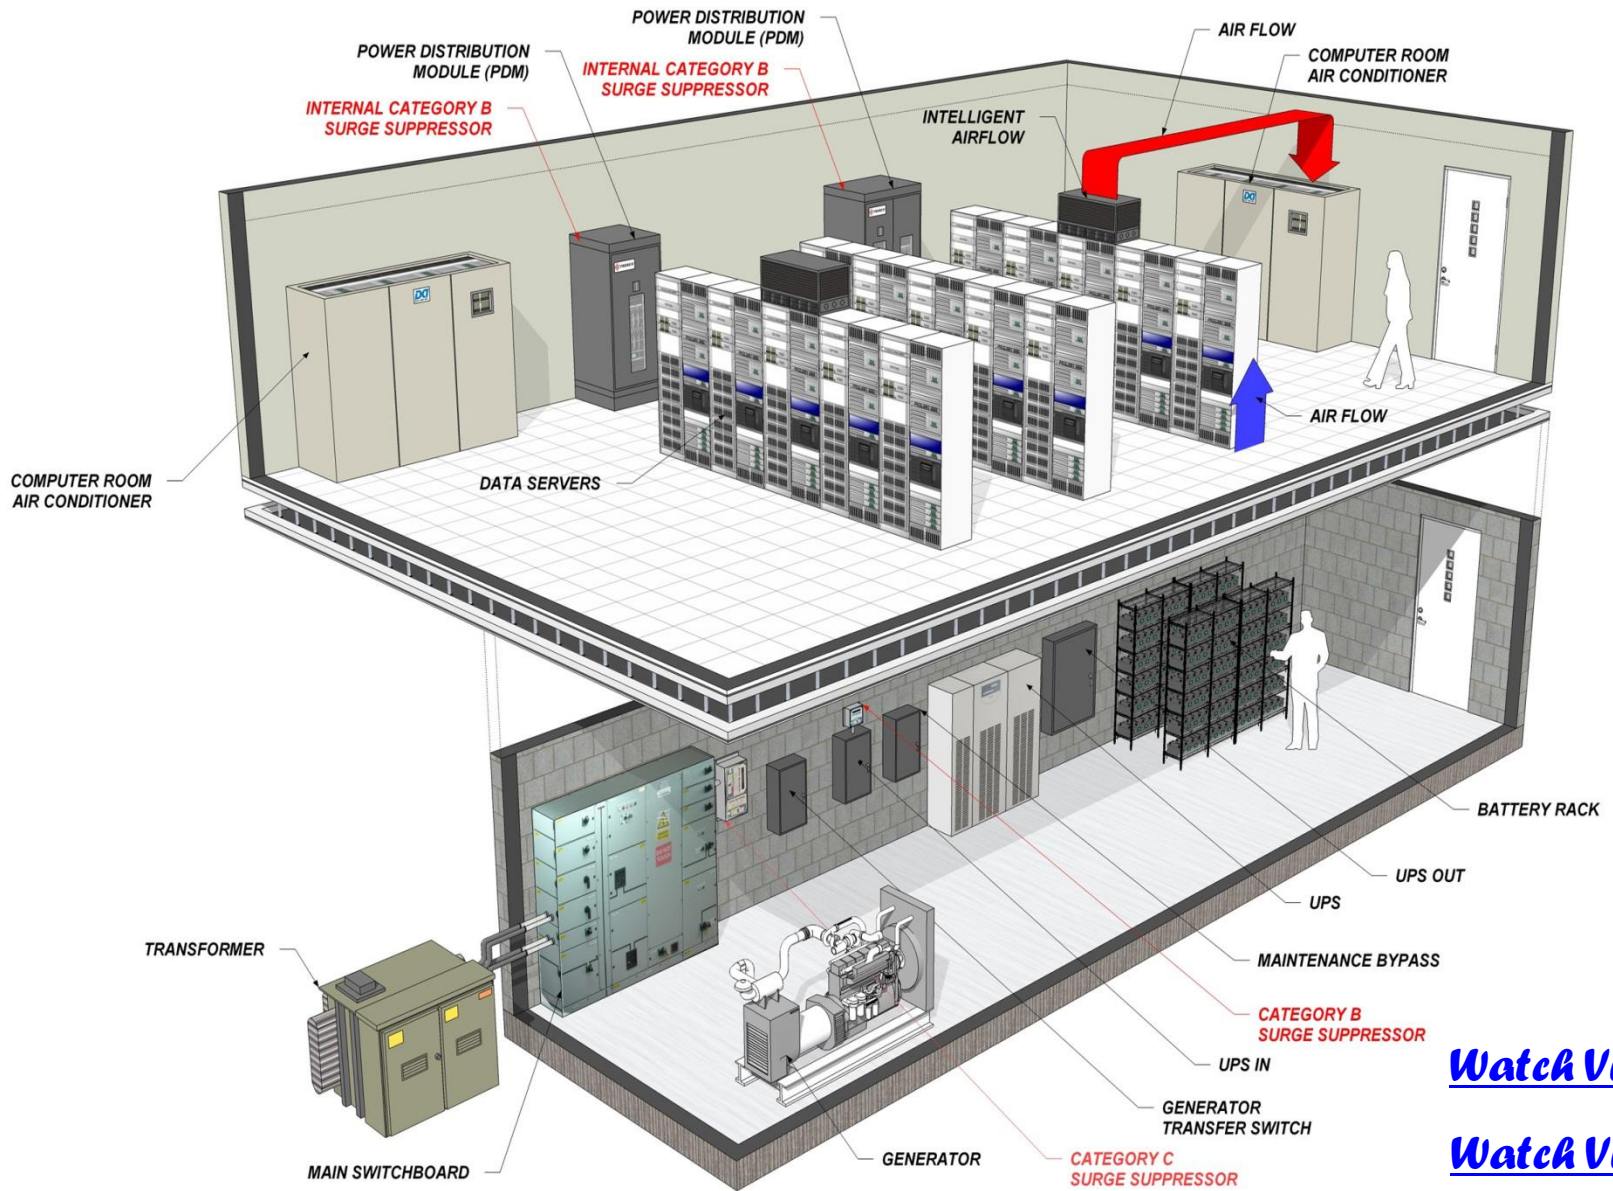 POWER DISTRIBUTION
MODULE (PDM)
INTERNAL CATEGORY B
SURGE SUPPRESSOR
POWER DISTRIBUTION
MODULE (PDM)
INTERNAL CATEGORY B
SURGE SUPPRESSOR
AIR FLOW
COMPUTER ROOM
AIR CONDITIONER
INTELLIGENT
AIRFLOW
AIR FLOW
COMPUTER ROOM
AIR CONDITIONER
DATA SERVERS
BATTERY RACK
UPS OUT
UPS
MAINTENANCE BYPASS
CATEGORY B
SURGE SUPPRESSOR
UPS IN
GENERATOR
TRANSFER SWITCH
CATEGORY C
SURGE SUPPRESSOR
GENERATOR
MAIN SWITCHBOARD
TRANSFORMER
Watch
Watch